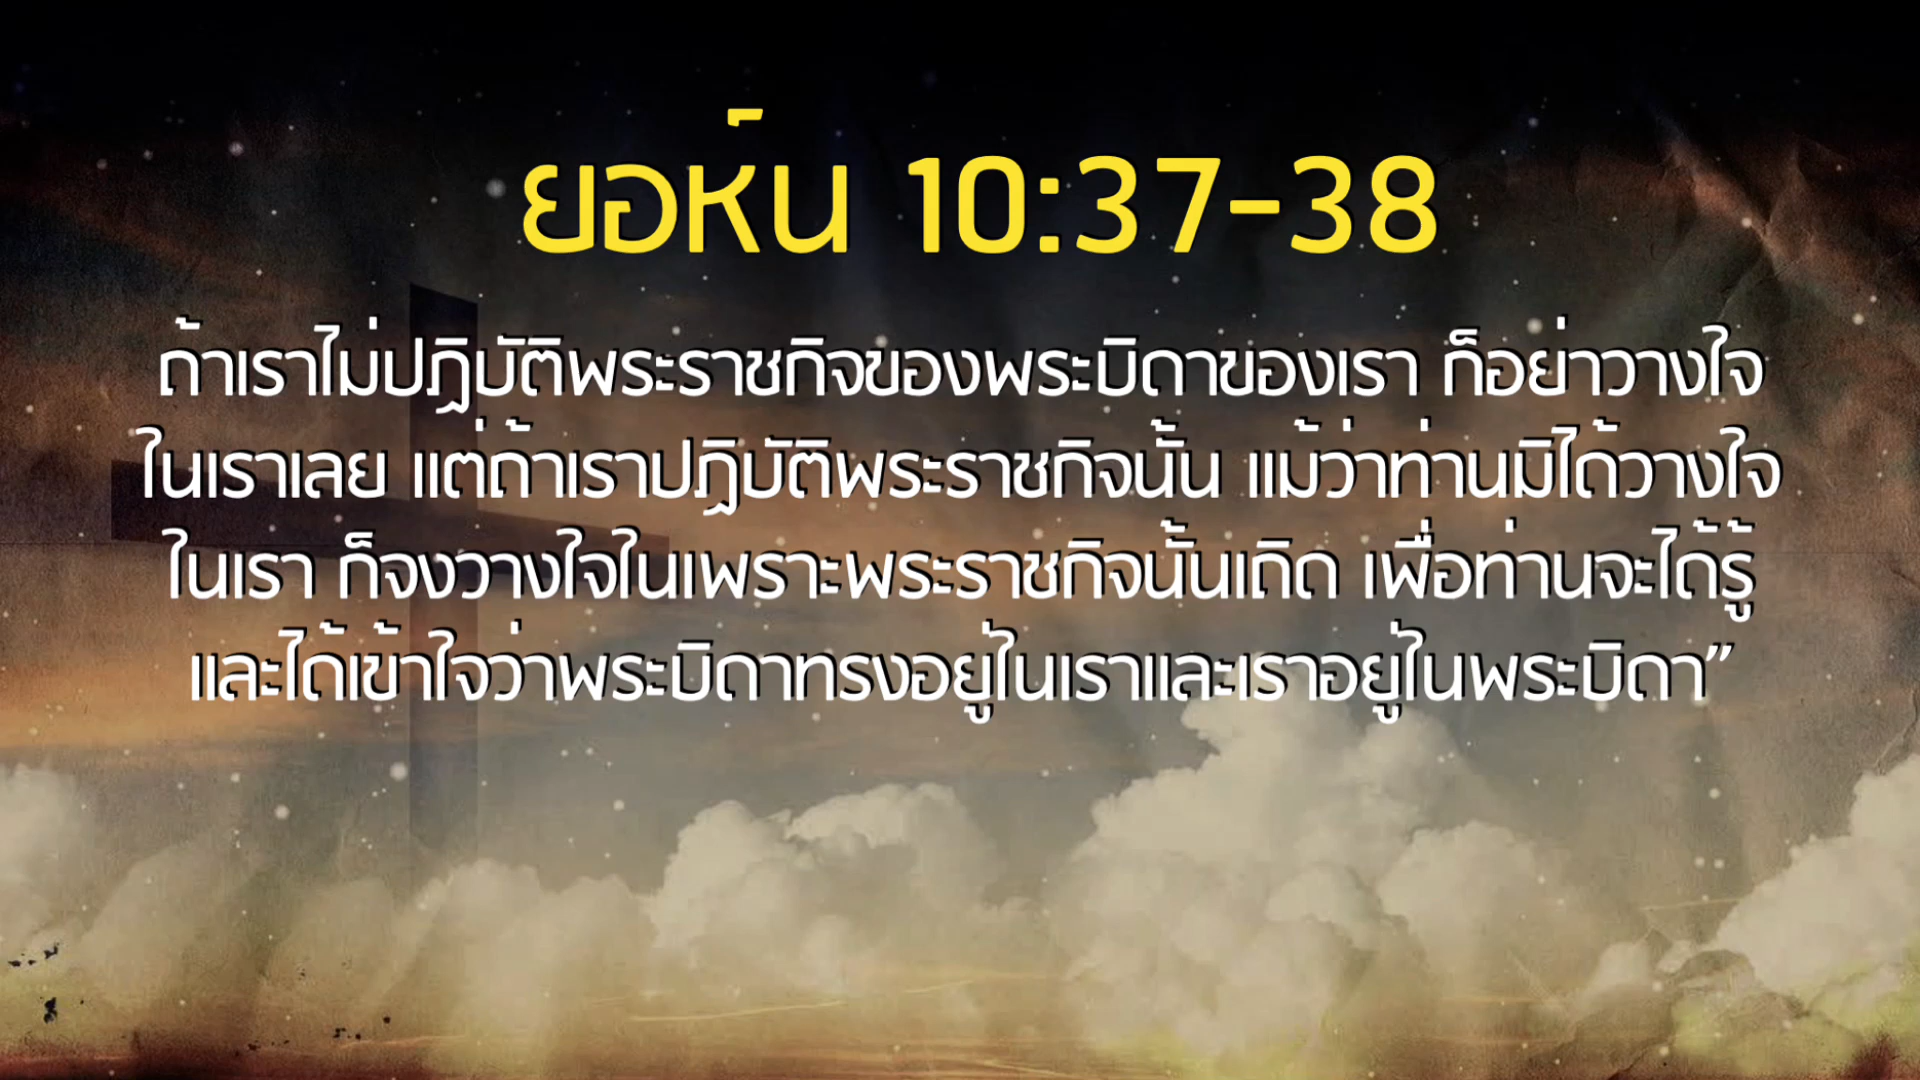 ยอห์น 10:37-38
ถ้าเราไม่ปฏิบัติพระราชกิจของพระบิดาของเรา ก็อย่าวางใจ
ในเราเลย แต่ถ้าเราปฏิบัติพระราชกิจนั้น แม้ว่าท่านมิได้วางใจ
ในเรา ก็จงวางใจในเพราะพระราชกิจนั้นเถิด เพื่อท่านจะได้รู้
และได้เข้าใจว่าพระบิดาทรงอยู่ในเราและเราอยู่ในพระบิดา”